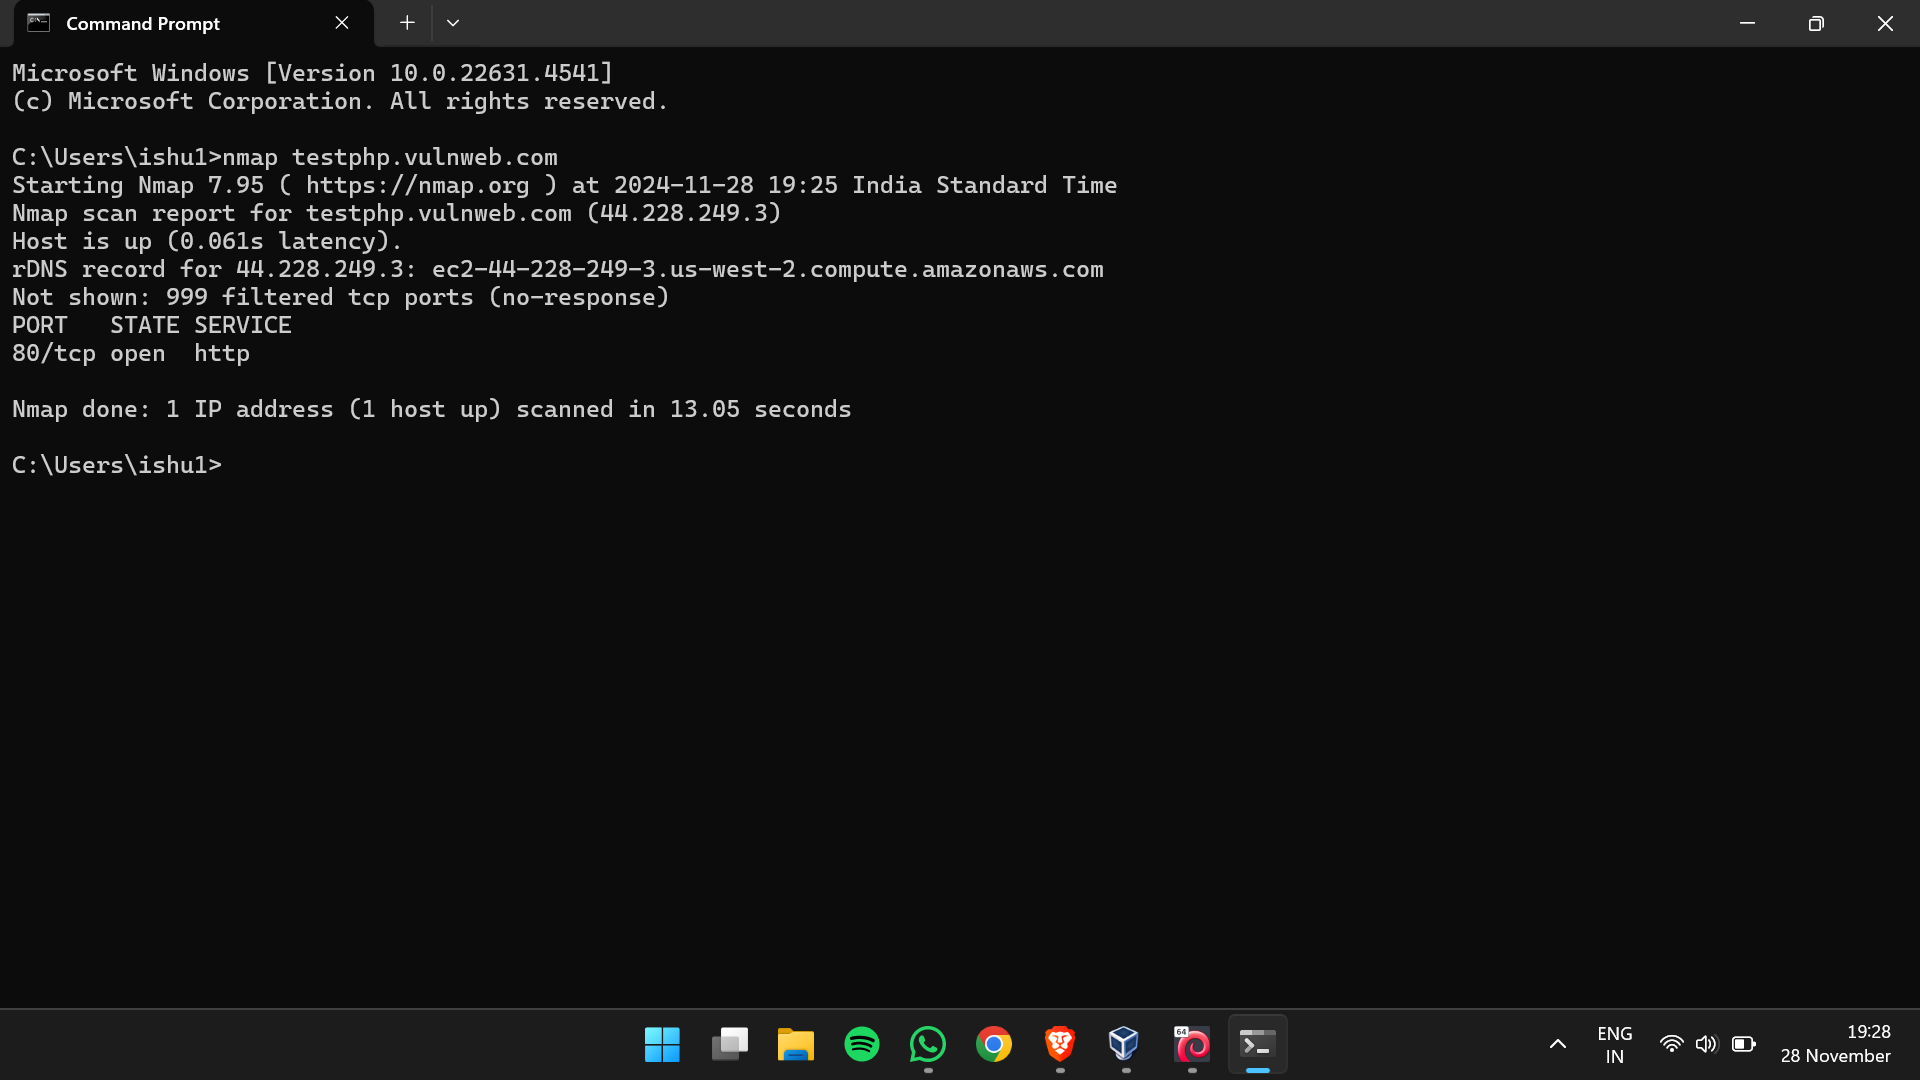 Command Prompt
Microsoft Windows [Version 10.0.22631.4541]
(c) Microsoft Corporation. All rights reserved.
C:\Users\ishu1>nmap testphp.vulnweb.com
Starting Nmap 7.95 ( https://nmap.org ) at 2024-11-28 19:25 India Standard Time
Nmap scan report for testphp.vulnweb.com (44.228.249.3)
Host is up (0.061s latency).
rDNS record for 44.228.249.3: ec2-44-228-249-3.us-west-2.compute.amazonaws.com
Not shown: 999 filtered tcp ports (no-response)
PORT   STATE SERVICE
80/tcp open  http
Nmap done: 1 IP address (1 host up) scanned in 13.05 seconds
C:\Users\ishu1>
64
ENG
IN
19:28
28 November